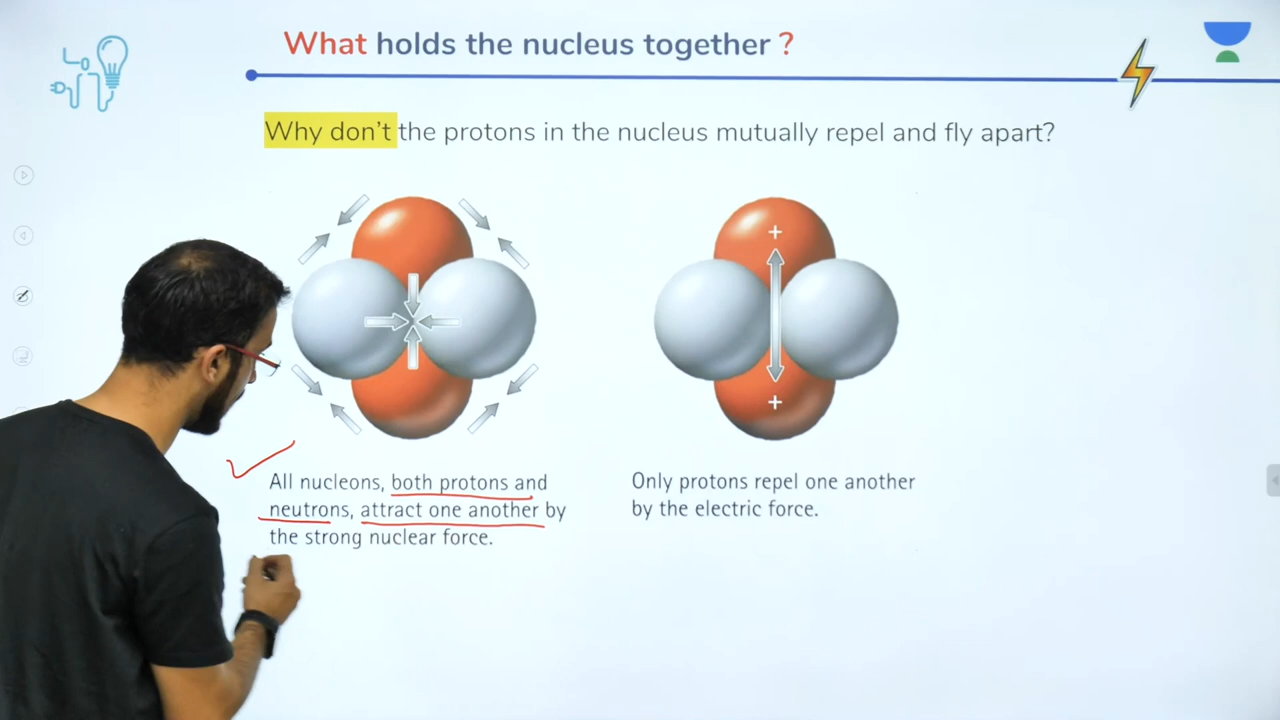 What holds the nucleus together ?
Why don't the protons in the nucleus mutually repel and fly apart?
+
+
All nucleons, both protons and
neutrons, attract one another by
the strong nuclear force.
Only protons repel one another
by the electric force.